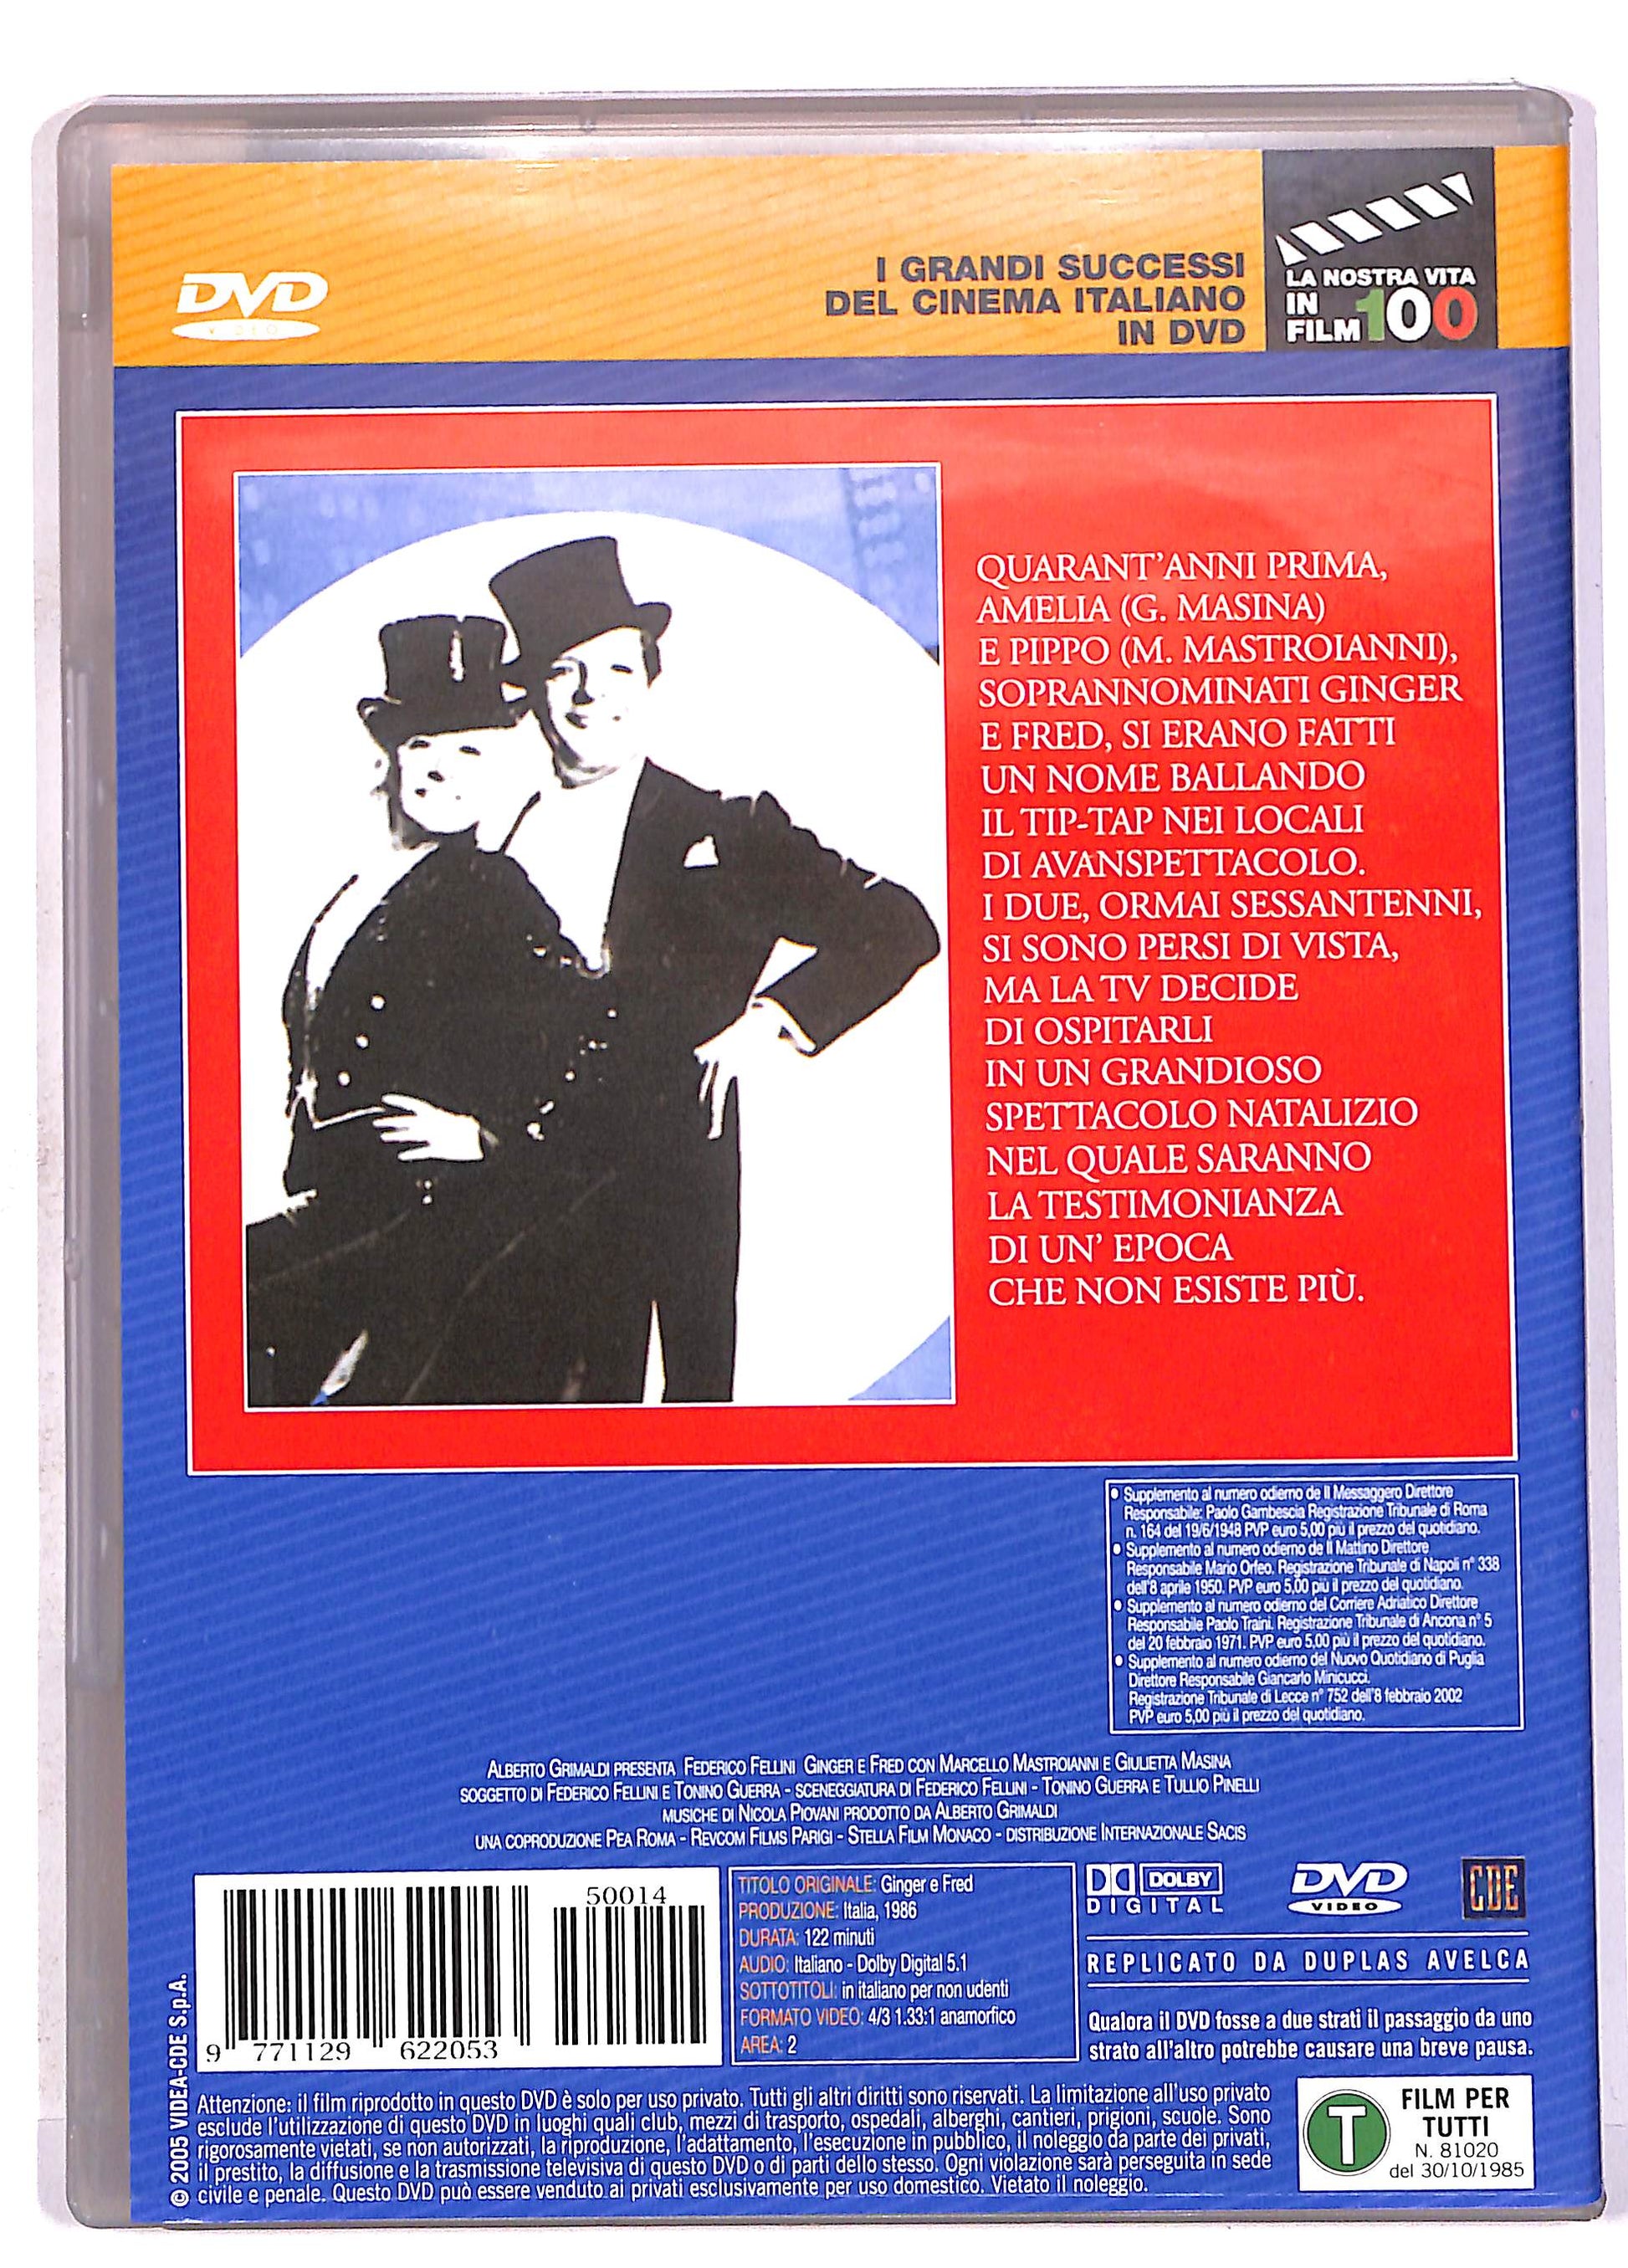 DVD
VIDEO
I GRANDI SUCCESSI
DEL CINEMA ITALIANO
IN DVD
LA NOSTRA VITA
IN
FILM 100
QUARANT'ANNI PRIMA,
AMELIA (G. MASINA)
E PIPPO (M. MASTROIANNI),
SOPRANNOMINATI GINGER
E FRED, SI ERANO FATTI
UN NOME BALLANDO
IL TIP-TAP NEI LOCALI
DI AVANSPETTACOLO.
I DUE, ORMAI SESSANTENNI,
SI SONO PERSI DI VISTA,
MA LA TV DECIDE
DI OSPITARLI
IN UN GRANDIOSO
SPETTACOLO NATALIZIO
NEL QUALE SARANNO
LA TESTIMONIANZA
DI UN' EPOCA
CHE NON ESISTE PIÙ.
• Supplemento al numero odierno de Il Messaggero Direttore
Responsabile: Paolo Gambescia Registrazione Tribunale di Roma
n. 164 del 19/6/1948 PVP euro 5,00 più il prezzo del quotidiano.
• Supplemento al numero odierno de Il Mattino Direttore
Responsabile Mario Orfeo. Registrazione Tribunale di Napoli n° 338
dell'8 aprile 1950. PVP euro 5,00 più il prezzo del quotidiano.
• Supplemento al numero odierno del Corriere Adriatico Direttore
Responsabile Paolo Traini. Registrazione Tribunale di Ancona n° 5
del 20 febbraio 1971. PVP euro 5,00 più il prezzo del quotidiano.
• Supplemento al numero odierno del Nuovo Quotidiano di Puglia
Direttore Responsabile Giancarlo Minicucci.
Registrazione Tribunale di Lecce n° 752 dell'8 febbraio 2002
PVP euro 5,00 più il prezzo del quotidiano.
ALBERTO GRIMALDI PRESENTA FEDERICO FELLINI GINGER E FRED CON MARCELLO MASTROIANNI E GIULIETTA MASINA
SOGGETTO DI FEDERICO FELLINI E TONINO GUERRA - SCENEGGIATURA DI FEDERICO FELLINI - TONINO GUERRA E TULLIO PINELLI
MUSICHE DI NICOLA PIOVANI PRODOTTO DA ALBERTO GRIMALDI
UNA COPRODUZIONE PEA ROMA - REVCOM FILMS PARIGI - STELLA FILM MONACO - DISTRIBUZIONE INTERNAZIONALE SACIS
© 2005 VIDEA-CDE S.p.A.
50014
9 771129 622053
TITOLO ORIGINALE: Ginger e Fred
PRODUZIONE: Italia, 1986
DURATA: 122 minuti
AUDIO: Italiano - Dolby Digital 5.1
SOTTOTITOLI: in italiano per non udenti
FORMATO VIDEO: 4/3 1.33:1 anamorfico
AREA: 2
DOLBY
DIGITAL
DVD
VIDEO
CDE
REPLICATO DA DUPLAS AVELCA
Qualora il DVD fosse a due strati il passaggio da uno
strato all'altro potrebbe causare una breve pausa.
Attenzione: il film riprodotto in questo DVD è solo per uso privato. Tutti gli altri diritti sono riservati. La limitazione all'uso privato
esclude l'utilizzazione di questo DVD in luoghi quali club, mezzi di trasporto, ospedali, alberghi, cantieri, prigioni, scuole. Sono
rigorosamente vietati, se non autorizzati, la riproduzione, l'adattamento, l'esecuzione in pubblico, il noleggio da parte dei privati,
il prestito, la diffusione e la trasmissione televisiva di questo DVD o di parti dello stesso. Ogni violazione sarà perseguita in sede
civile e penale. Questo DVD può essere venduto ai privati esclusivamente per uso domestico. Vietato il noleggio.
T
FILM PER
TUTTI
N. 81020
del 30/10/1985